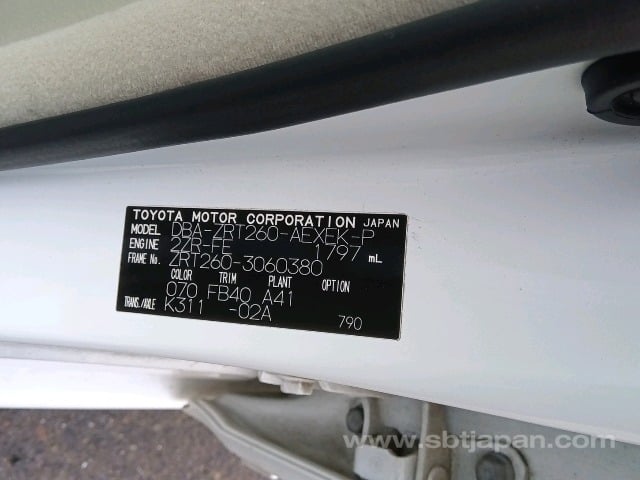 TOYOTA MOTOR CORPORATION JAPAN
MODEL DBA-ZRT260-AEXEK-P
ENGINE 2ZR-FE 1797 mL
FRAME No. ZRT260-3060380
COLOR TRIM PLANT OPTION
070 FB40 A41
TRANS./AXLE K311 -02A
790
www.sbtjapan.com